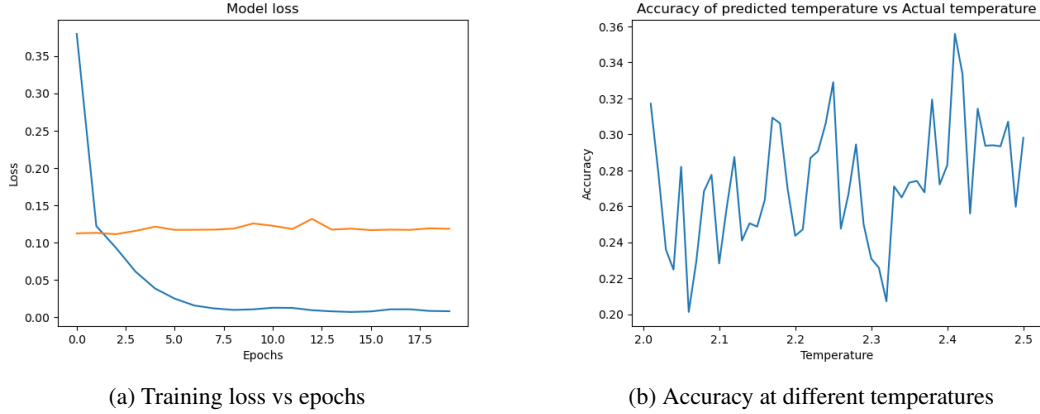 Model loss
0.35
0.30
0.25
0.20
0.15
0.10
0.05
0.00
Loss
0.0 2.5 5.0 7.5 10.0 12.5 15.0 17.5
Epochs
(a) Training loss vs epochs
Accuracy of predicted temperature vs Actual temperature
0.36
0.34
0.32
0.30
0.28
0.26
0.24
0.22
0.20
Accuracy
2.0 2.1 2.2 2.3 2.4 2.5
Temperature
(b) Accuracy at different temperatures